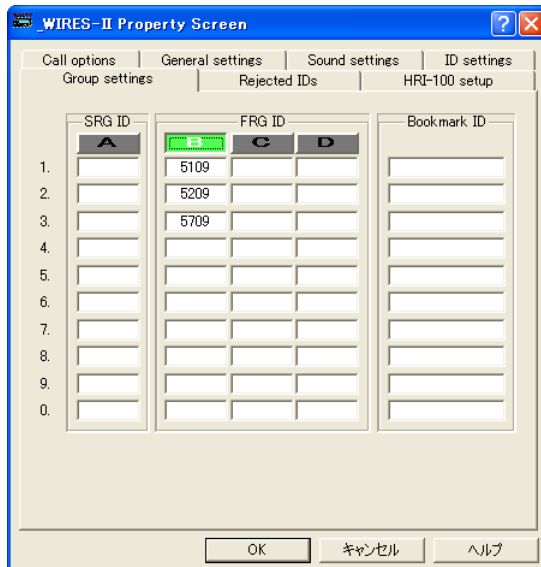 _WIRES-II Property Screen
Call options General settings Sound settings ID settings
Group settings Rejected IDs HRI-100 setup
SRG ID FRG ID Bookmark ID
A B C D
1. 5109
2. 5209
3. 5709
4.
5.
6.
7.
8.
9.
0.
OK キャンセル ヘルプ